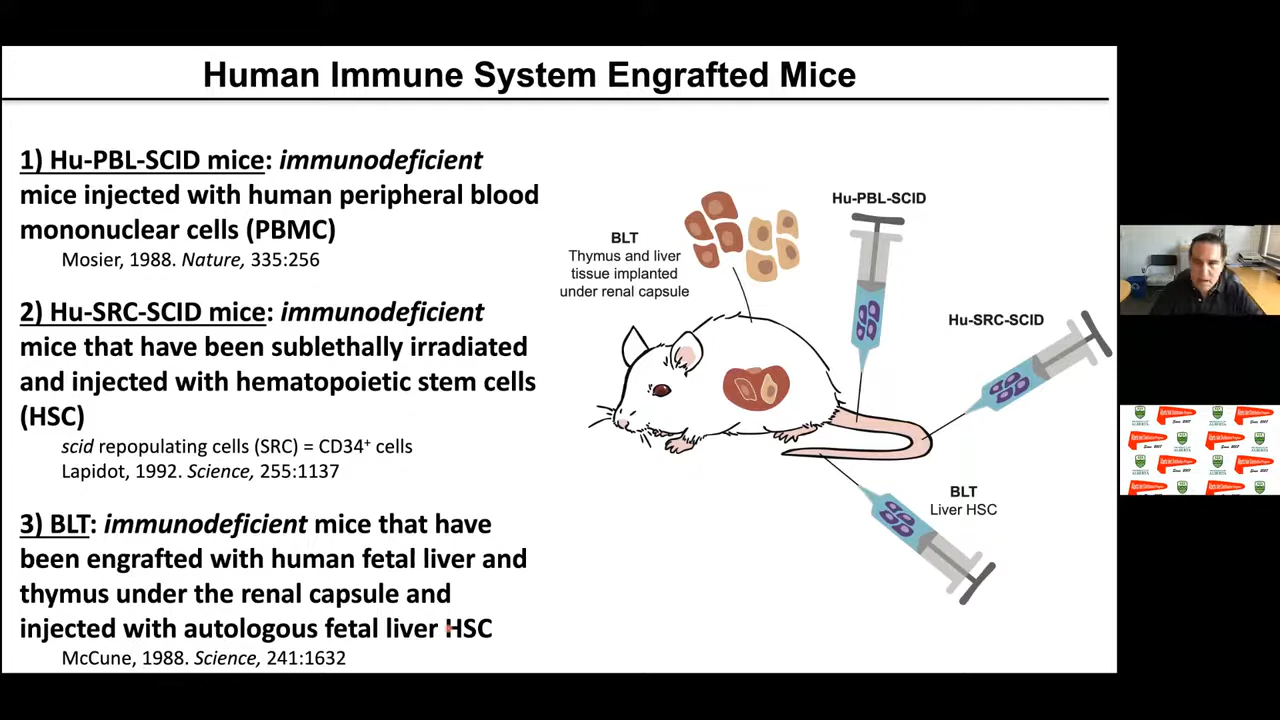 Human Immune System Engrafted Mice
1) Hu-PBL-SCID mice: immunodeficient
mice injected with human peripheral blood
mononuclear cells (PBMC)
Mosier, 1988. Nature, 335:256
2) Hu-SRC-SCID mice: immunodeficient
mice that have been sublethally irradiated
and injected with hematopoietic stem cells
(HSC)
scid repopulating cells (SRC) = CD34+ cells
Lapidot, 1992. Science, 255:1137
3) BLT: immunodeficient mice that have
been engrafted with human fetal liver and
thymus under the renal capsule and
injected with autologous fetal liver HSC
McCune, 1988. Science, 241:1632
BLT
Thymus and liver
tissue implanted
under renal capsule
Hu-PBL-SCID
Hu-SRC-SCID
BLT
Liver HSC